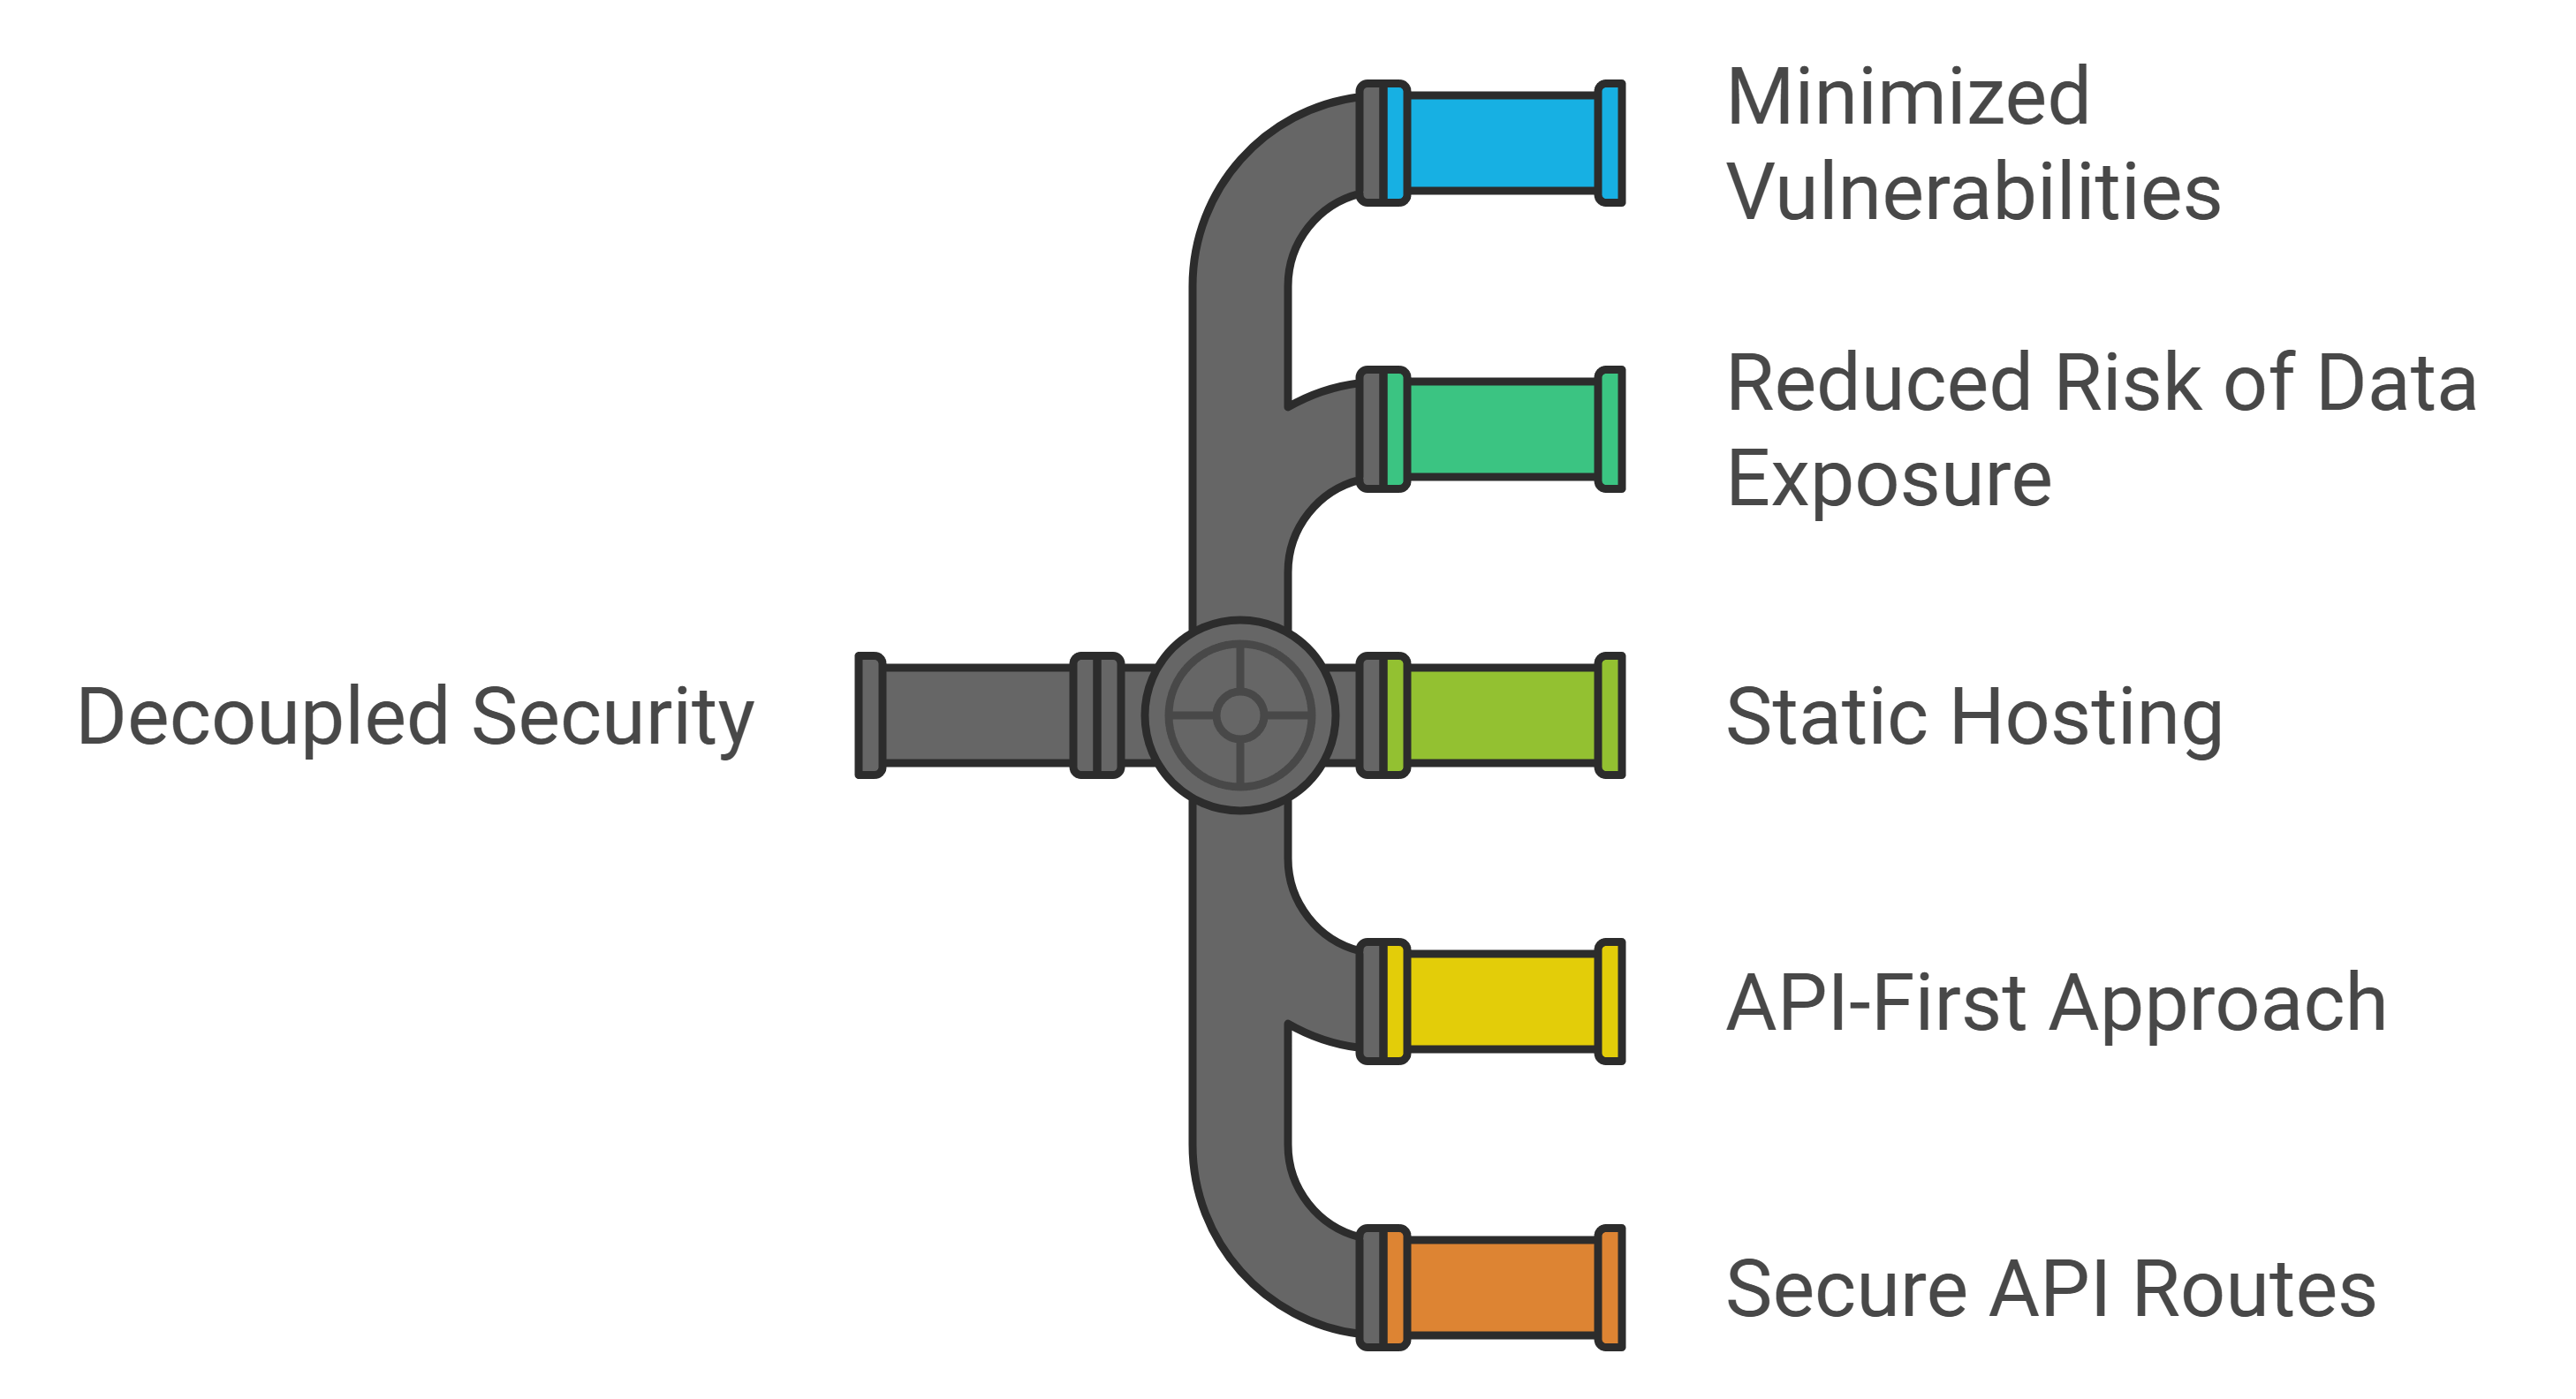 Minimized
Vulnerabilities
Reduced Risk of Data
Exposure
Decoupled Security
Static Hosting
API-First Approach
Secure API Routes